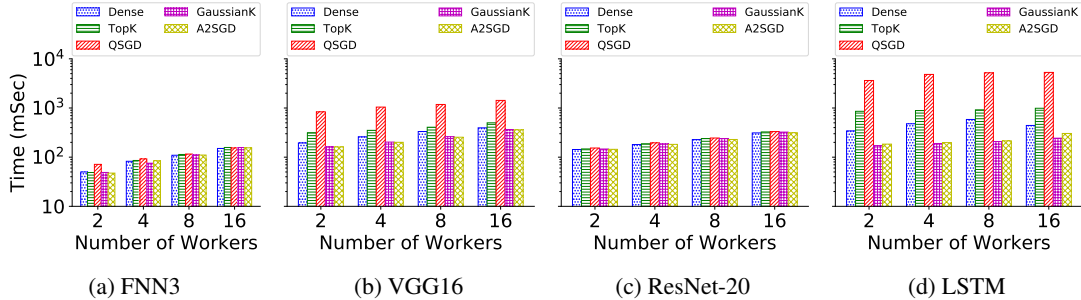 Dense
TopK
QSGD
GaussianK
A2SGD
Dense
TopK
QSGD
GaussianK
A2SGD
Dense
TopK
QSGD
GaussianK
A2SGD
Dense
TopK
QSGD
GaussianK
A2SGD
Time (mSec)
10⁴
10³
10²
10
2 4 8 16
Number of Workers
2 4 8 16
Number of Workers
2 4 8 16
Number of Workers
2 4 8 16
Number of Workers
(a) FNN3
(b) VGG16
(c) ResNet-20
(d) LSTM